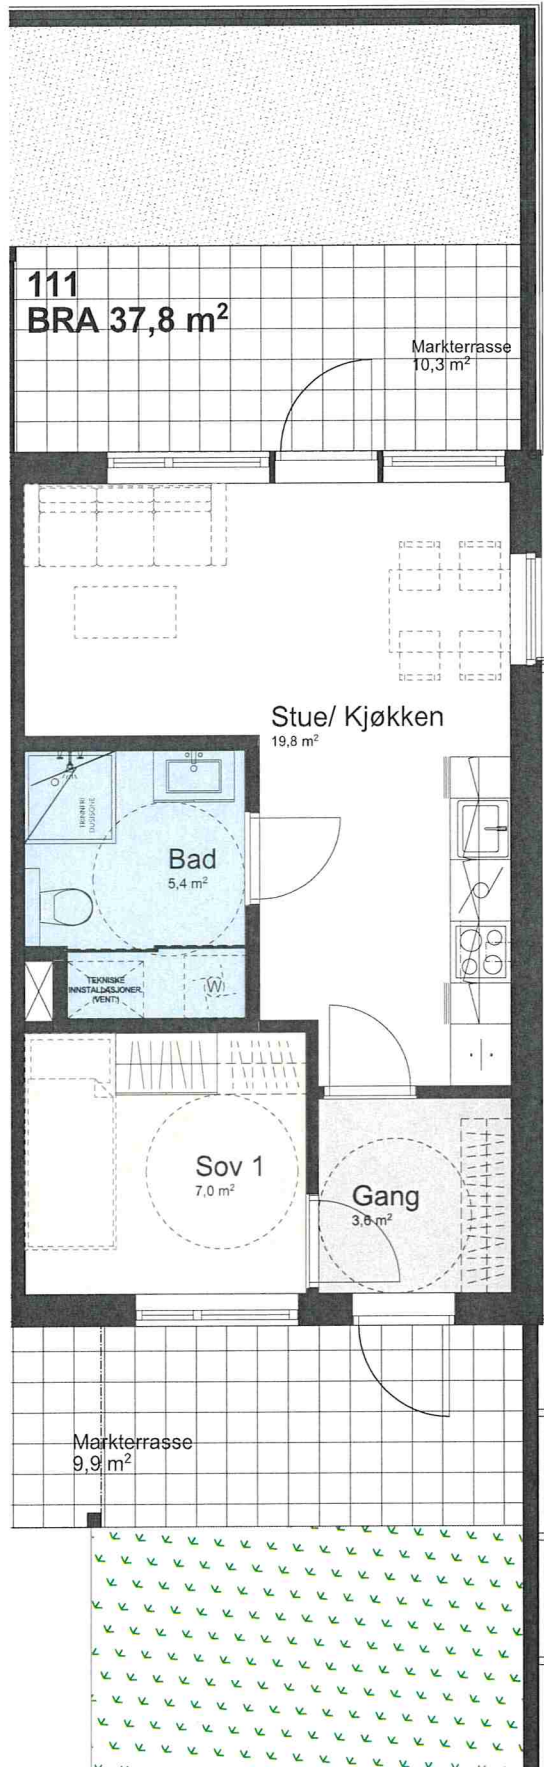 111
BRA 37,8 m²
Markterrasse
10,3 m²
Stue/ Kjøkken
19,8 m²
Bad
5,4 m²
TEKNISKE
INNSTALLASJONER
(VENT.)
W
Sov 1
7,0 m²
Gang
3,6 m²
Markterrasse
9,9 m²